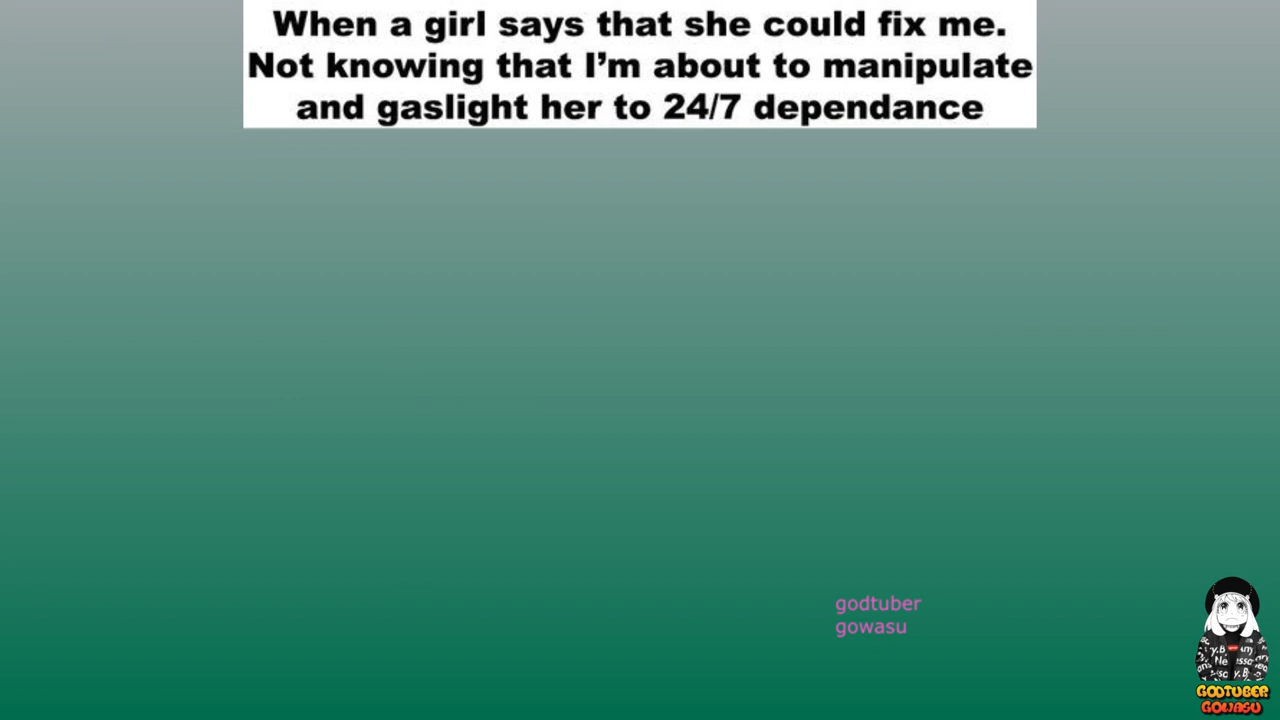 When a girl says that she could fix me.
Not knowing that I’m about to manipulate
and gaslight her to 24/7 dependance
godtuber
gowasu
GODTUBER
GOWASU